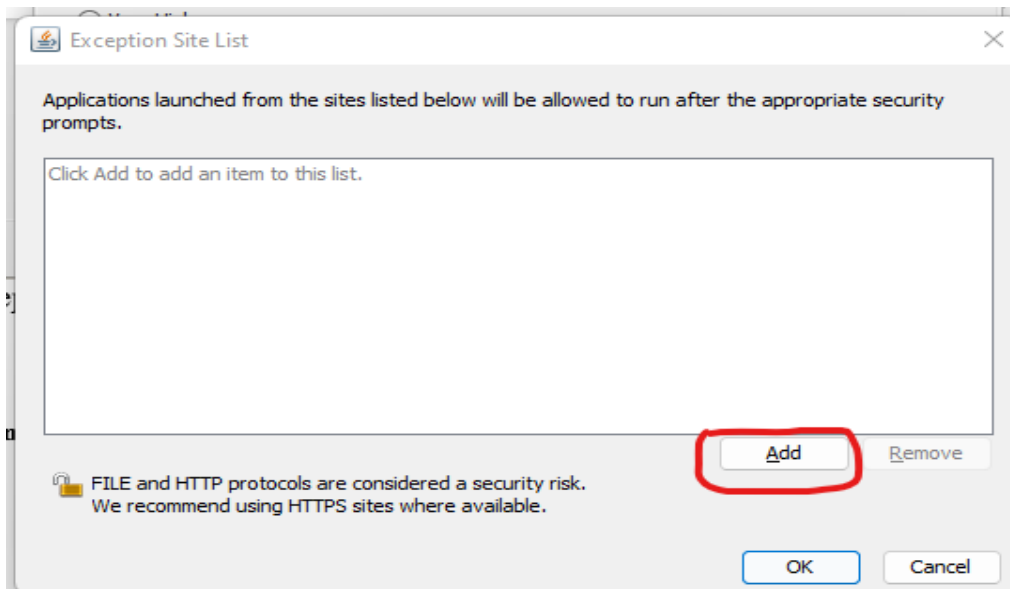 Exception Site List
Applications launched from the sites listed below will be allowed to run after the appropriate security
prompts.
Click Add to add an item to this list.
Add
Remove
FILE and HTTP protocols are considered a security risk.
We recommend using HTTPS sites where available.
OK
Cancel